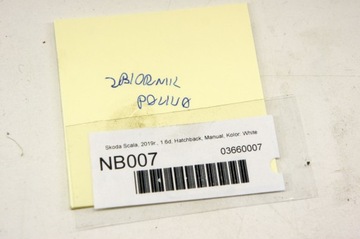 ZBIORNIK
PALIWA
Skoda Scala, 2019r., 1.6d, Hatchback, Manual, Kolor: White
NB007
03660007